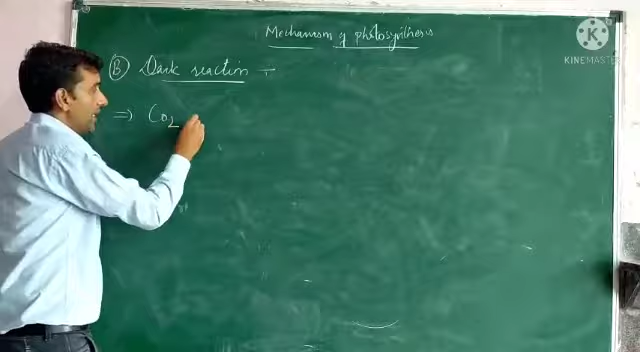 Mechanism of photosynthesis
(B) Dark reaction -
⇒ CO2
K
KINEMASTER